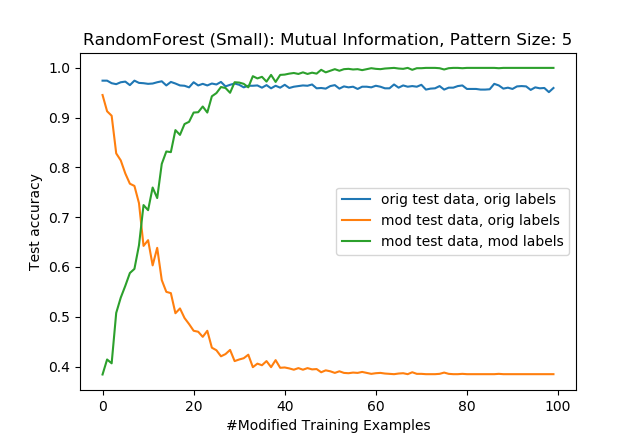 RandomForest (Small): Mutual Information, Pattern Size: 5
1.0
0.9
0.8
0.7
0.6
0.5
0.4
Test accuracy
orig test data, orig labels
mod test data, orig labels
mod test data, mod labels
0 20 40 60 80 100
#Modified Training Examples